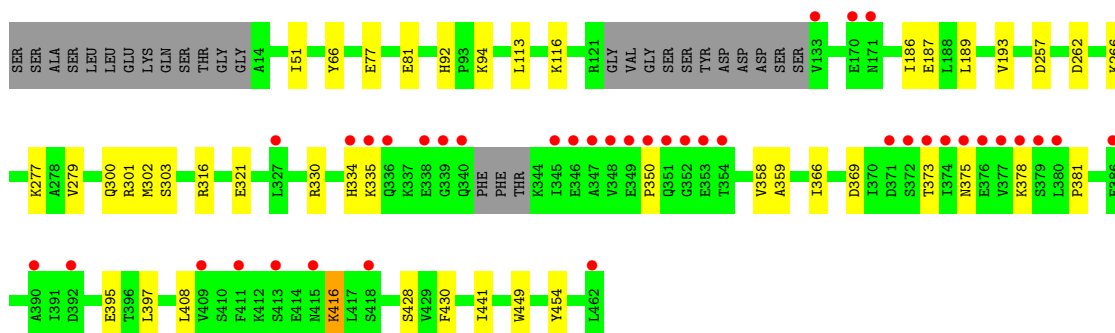 SER SER ALA SER LEU LEU GLU LYS GLN SER THR GLY GLY A14 I51 Y66 E77 E81 H92 P93 K94 L113 K116 R121 GLY VAL GLY SER SER TYR ASP ASP ASP SER SER V133 E170 N171 I186 E187 L188 L189 V193 D257 D262 K266
K277 A278 V279 Q300 R301 M302 S303 R316 E321 L327 R330 H334 K335 Q336 K337 E338 G339 Q340 PHE PHE THR K344 I345 E346 A347 V348 E349 P350 Q351 G352 E353 T354 V358 A359 I366 D369 I370 D371 S372 T373 I374 N375 E376 V377 K378 S379 L380 P381 E386
A390 I391 D392 E395 T396 L397 L408 V409 S410 F411 K412 S413 E414 N415 K416 L417 S418 S428 V429 F430 I441 W449 Y454 L462